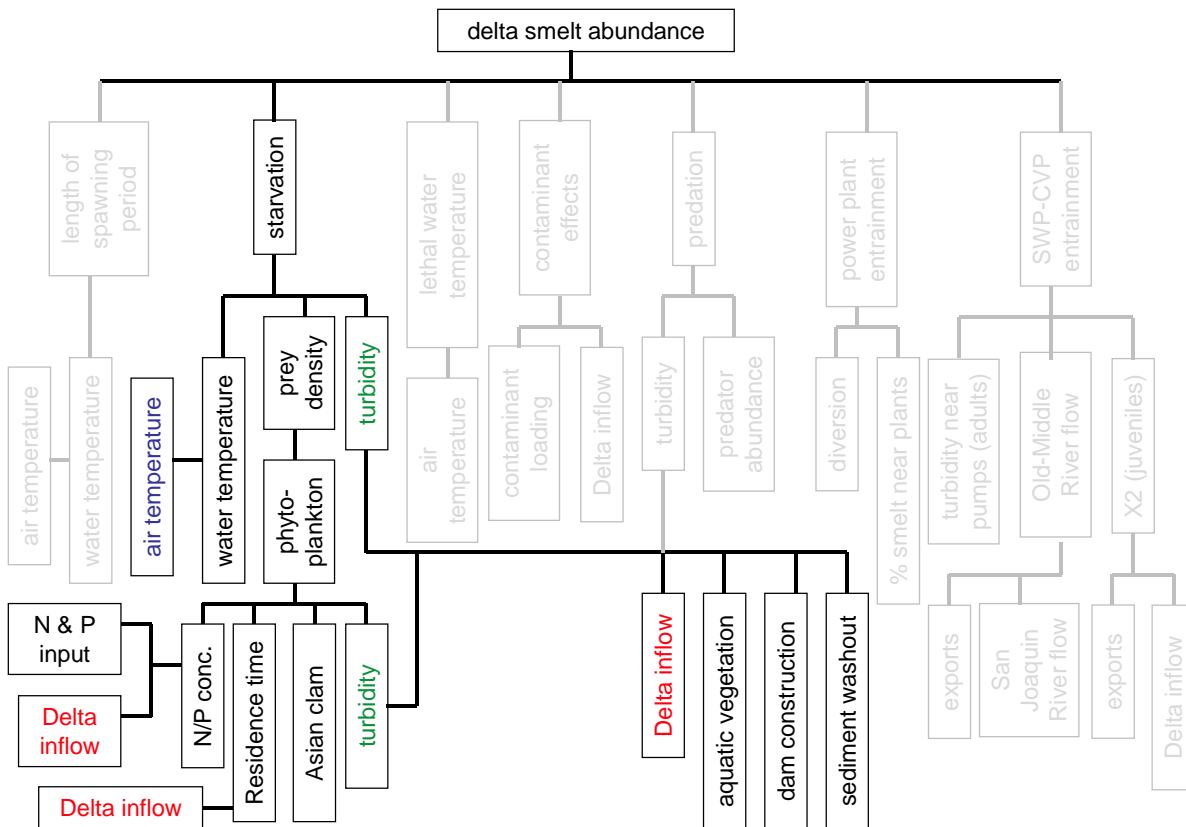 delta smelt abundance
length of
spawning
period
starvation
lethal water
temperature
contaminant
effects
predation
power plant
entrainment
SWP-CVP
entrainment
air temperature
water temperature
air temperature
water temperature
prey
density
turbidity
air
temperature
contaminant
loading
Delta inflow
turbidity
predator
abundance
diversion
% smelt near plants
turbidity near
pumps (adults)
Old-Middle
River flow
X2 (juveniles)
phyto-
plankton
N & P
input
Delta
inflow
N/P conc.
Residence time
Asian clam
turbidity
Delta inflow
Delta inflow
aquatic vegetation
dam construction
sediment washout
exports
San
Joaquin
River flow
exports
Delta inflow